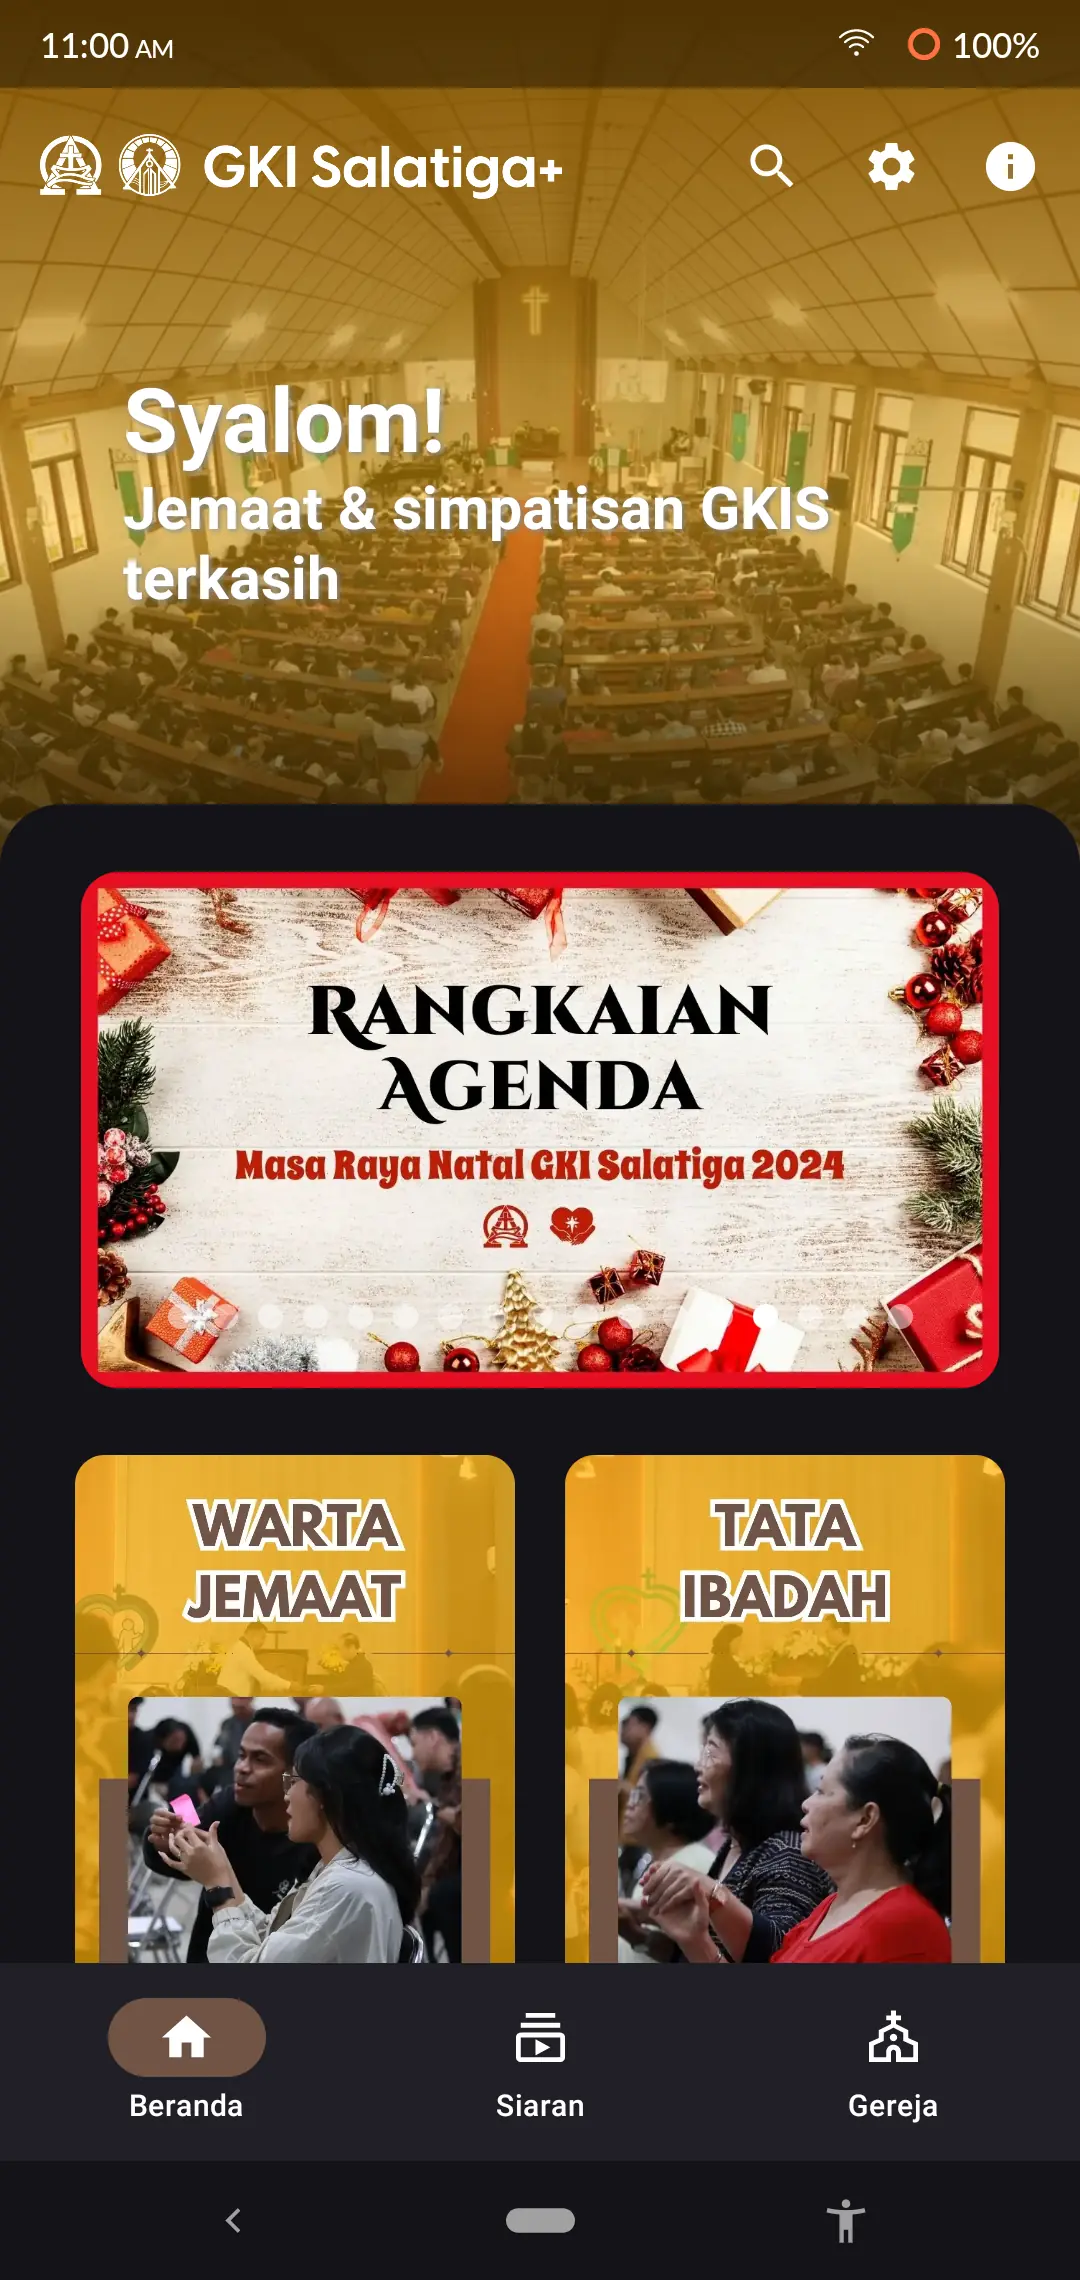 11:00 AM
100%
GKI Salatiga+
Syalom!
Jemaat & simpatisan GKIS
terkasih
RANGKAIAN
AGENDA
Masa Raya Natal GKI Salatiga 2024
WARTA
JEMAAT
TATA
IBADAH
Beranda
Siaran
Gereja